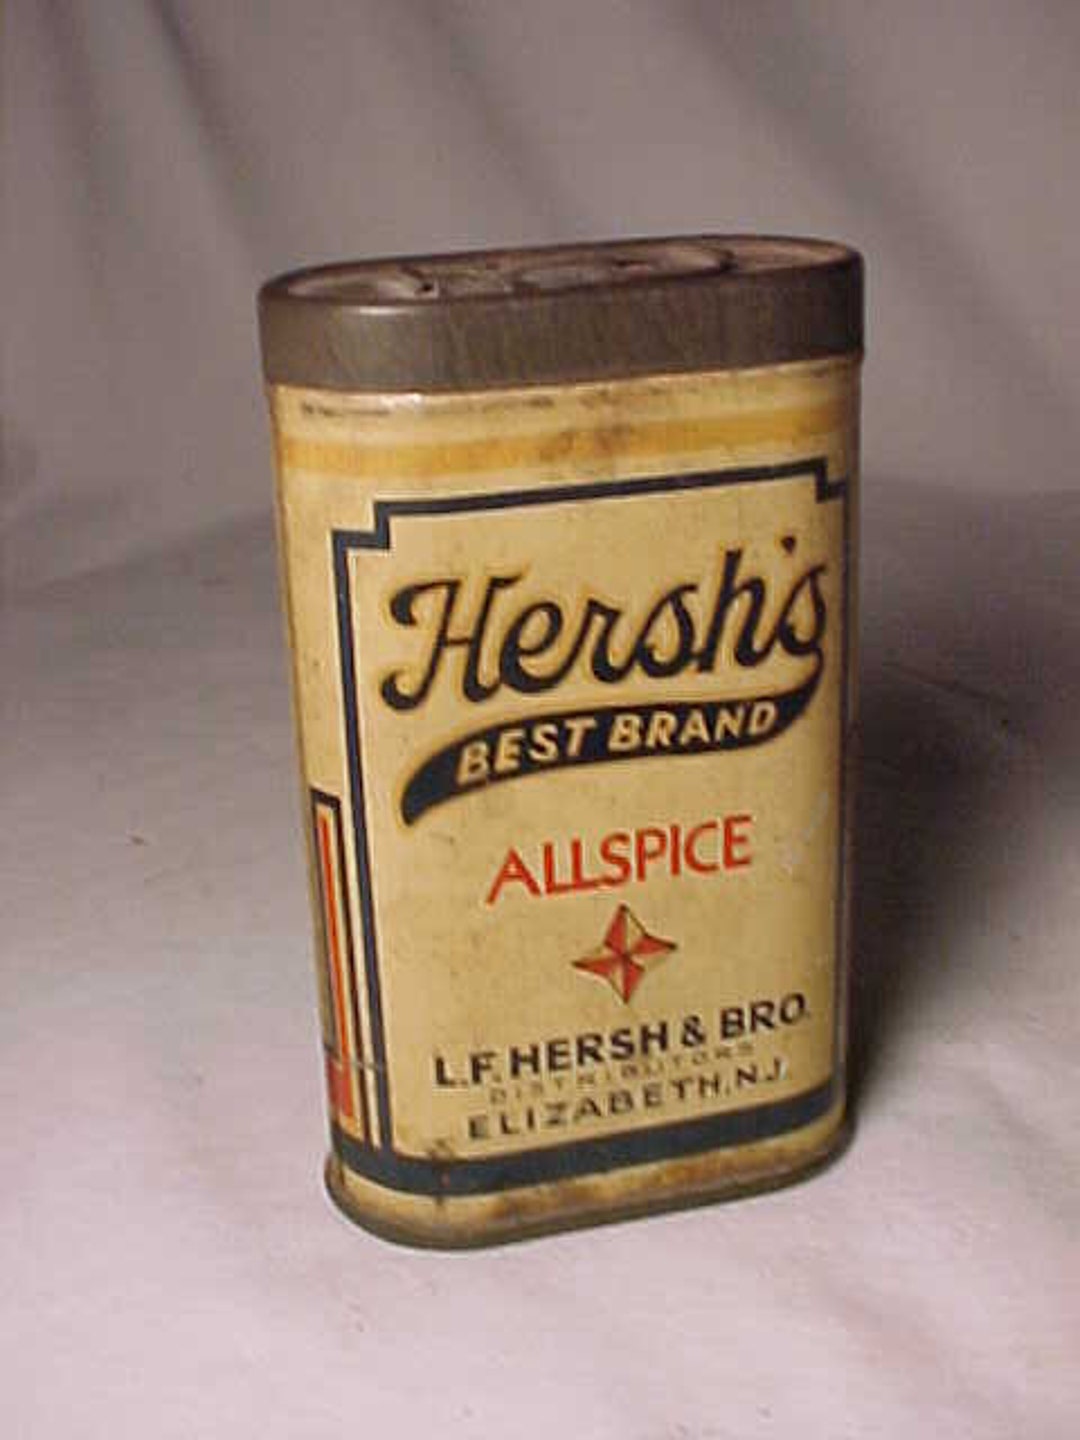 Hersh's
BEST BRAND
ALLSPICE
L.F. HERSH & BRO.
DISTRIBUTORS
ELIZABETH, N.J.